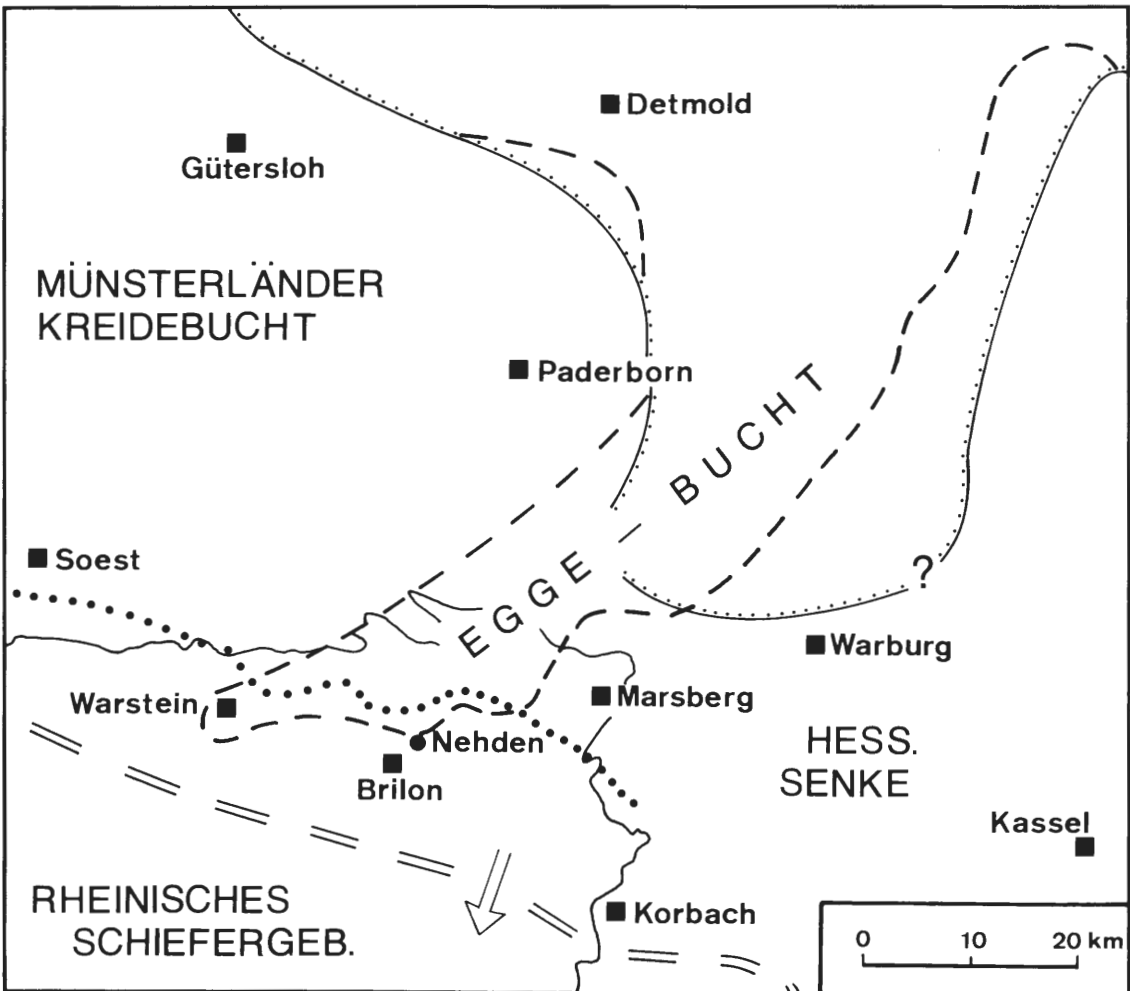 Detmold
Gütersloh
MÜNSTERLÄNDER
KREIDEBUCHT
Paderborn
EGGE – BUCHT
Soest
?
Warburg
Warstein
Marsberg
Nehden
HESS.
SENKE
Brilon
Kassel
RHEINISCHES
SCHIEFERGEB.
Korbach
0 10 20 km